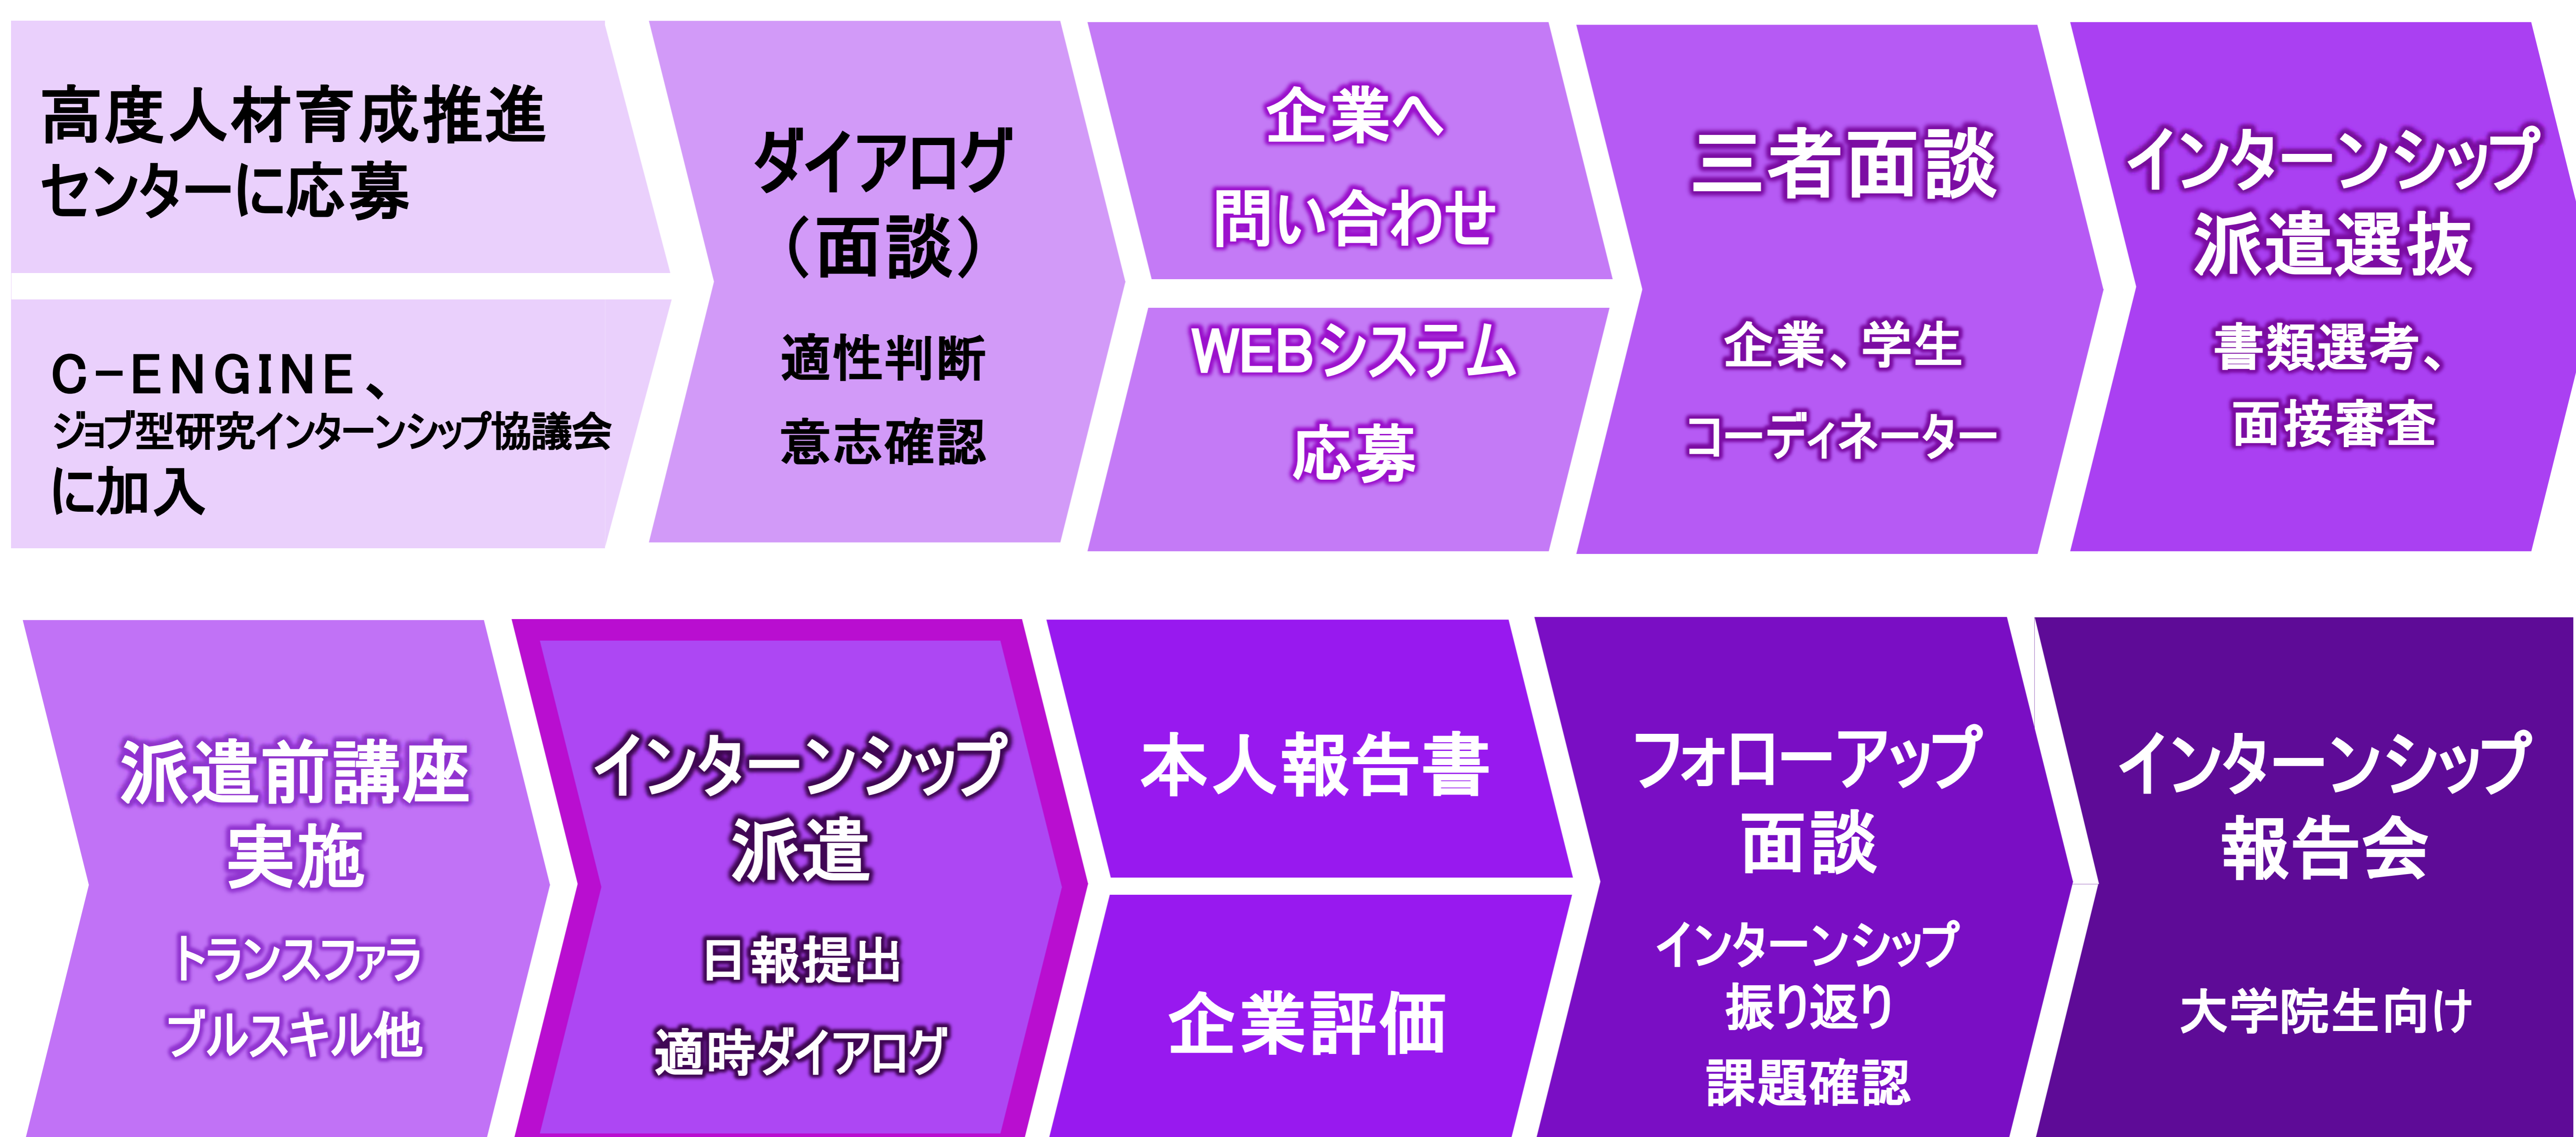 高度人材育成推進
センターに応募
C-ENGINE、
ジョブ型研究インターンシップ協議会
に加入
ダイアログ
（面談）
適性判断
意志確認
企業へ
問い合わせ
WEBシステム
応募
三者面談
企業、学生
コーディネーター
インターンシップ
派遣選抜
書類選考、
面接審査
派遣前講座
実施
トランスファラ
ブルスキル他
インターンシップ
派遣
日報提出
適時ダイアログ
本人報告書
企業評価
フォローアップ
面談
インターンシップ
振り返り
課題確認
インターンシップ
報告会
大学院生向け